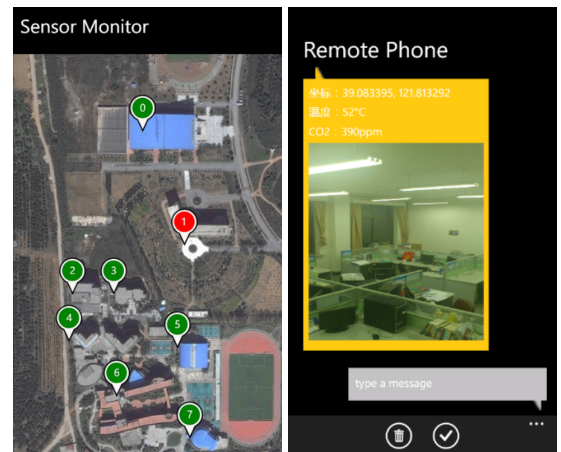 Sensor Monitor
0
1
2
3
4
5
6
7
Remote Phone
坐标：39.083395, 121.813292
温度：52°C
CO2：390ppm
type a message
...